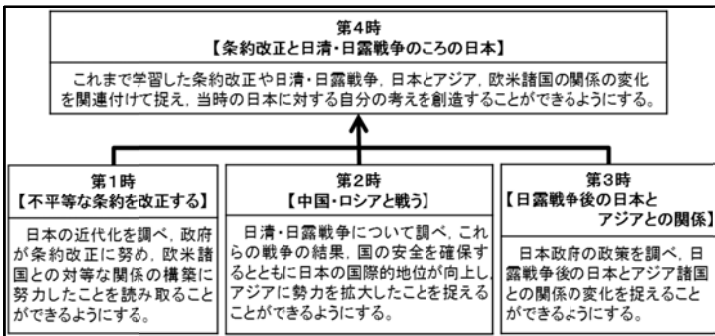 第４時
【条約改正と日清・日露戦争のころの日本】
これまで学習した条約改正や日清・日露戦争，日本とアジア，欧米諸国の関係の変化
を関連付けて捉え，当時の日本に対する自分の考えを創造することができるようにする。
第１時
【不平等な条約を改正する】
日本の近代化を調べ，政府
が条約改正に努め，欧米諸
国との対等な関係の構築に
努力したことを読み取ること
ができるようにする。
第２時
【中国・ロシアと戦う】
日清・日露戦争について調べ，これ
らの戦争の結果，国の安全を確保する
とともに日本の国際的地位が向上し，
アジアに勢力を拡大したことを捉える
ことができるようにする。
第３時
【日露戦争後の日本と
アジアとの関係】
日本政府の政策を調べ，日
露戦争後の日本とアジア諸国
との関係の変化を捉えること
ができるようにする。